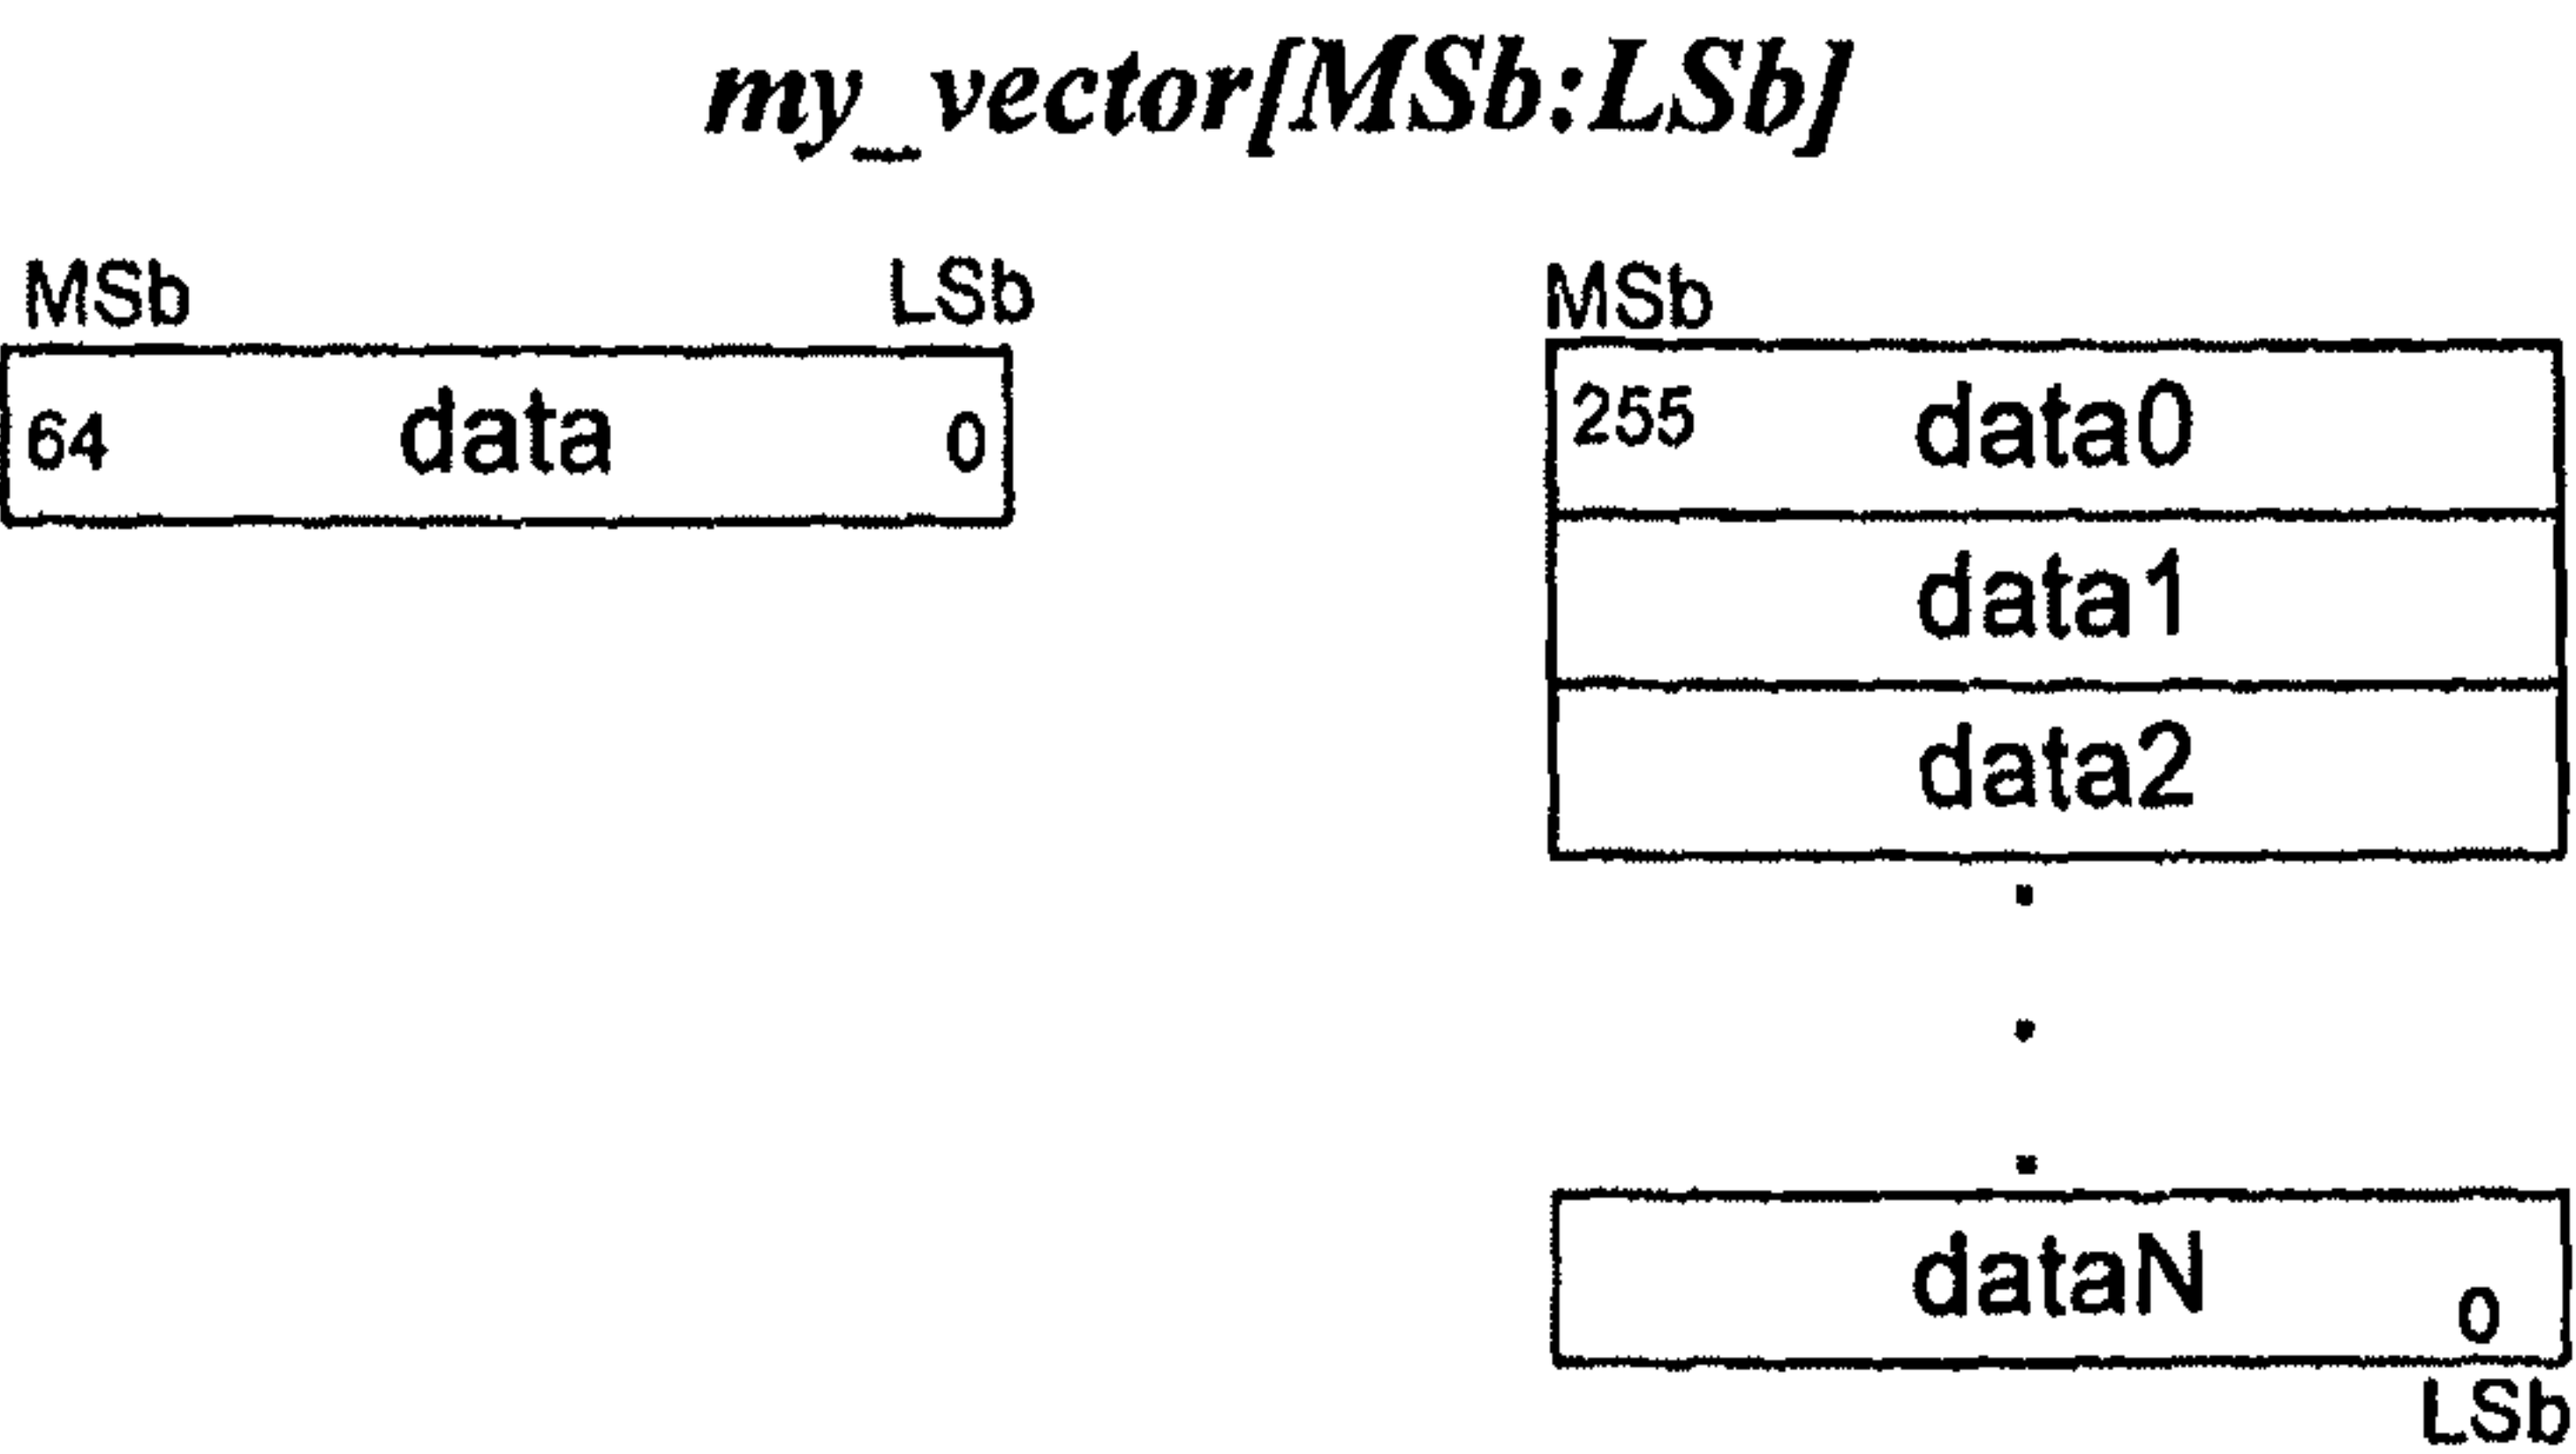 my_vector[MSb:LSb]
MSb LSb
64 data 0
MSb
255 data0
data1
data2
dataN 0
LSb